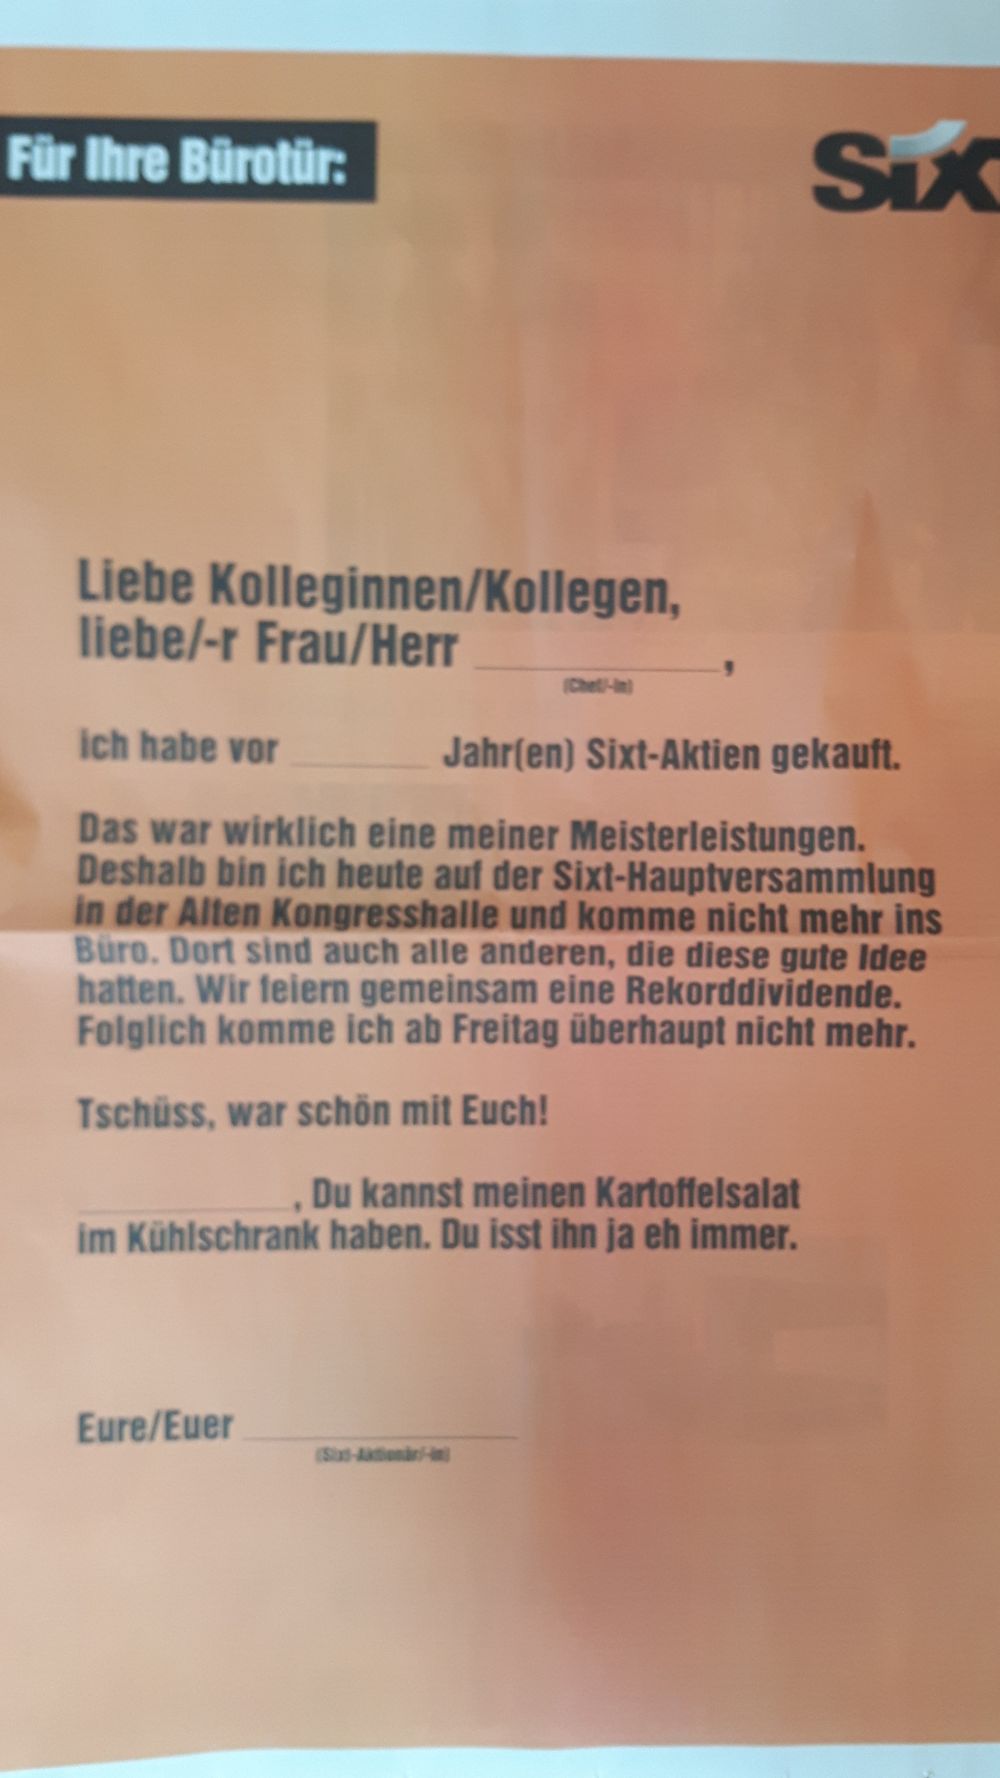 Für Ihre Bürotür:
Sixt
Liebe Kolleginnen/Kollegen,
liebe/-r Frau/Herr ____________,
(Chef/-in)
ich habe vor ________ Jahr(en) Sixt-Aktien gekauft.
Das war wirklich eine meiner Meisterleistungen.
Deshalb bin ich heute auf der Sixt-Hauptversammlung
in der Alten Kongresshalle und komme nicht mehr ins
Büro. Dort sind auch alle anderen, die diese gute Idee
hatten. Wir feiern gemeinsam eine Rekorddividende.
Folglich komme ich ab Freitag überhaupt nicht mehr.
Tschüss, war schön mit Euch!
____________, Du kannst meinen Kartoffelsalat
im Kühlschrank haben. Du isst ihn ja eh immer.
Eure/Euer ____________
(Sixt-Aktionär/-in)